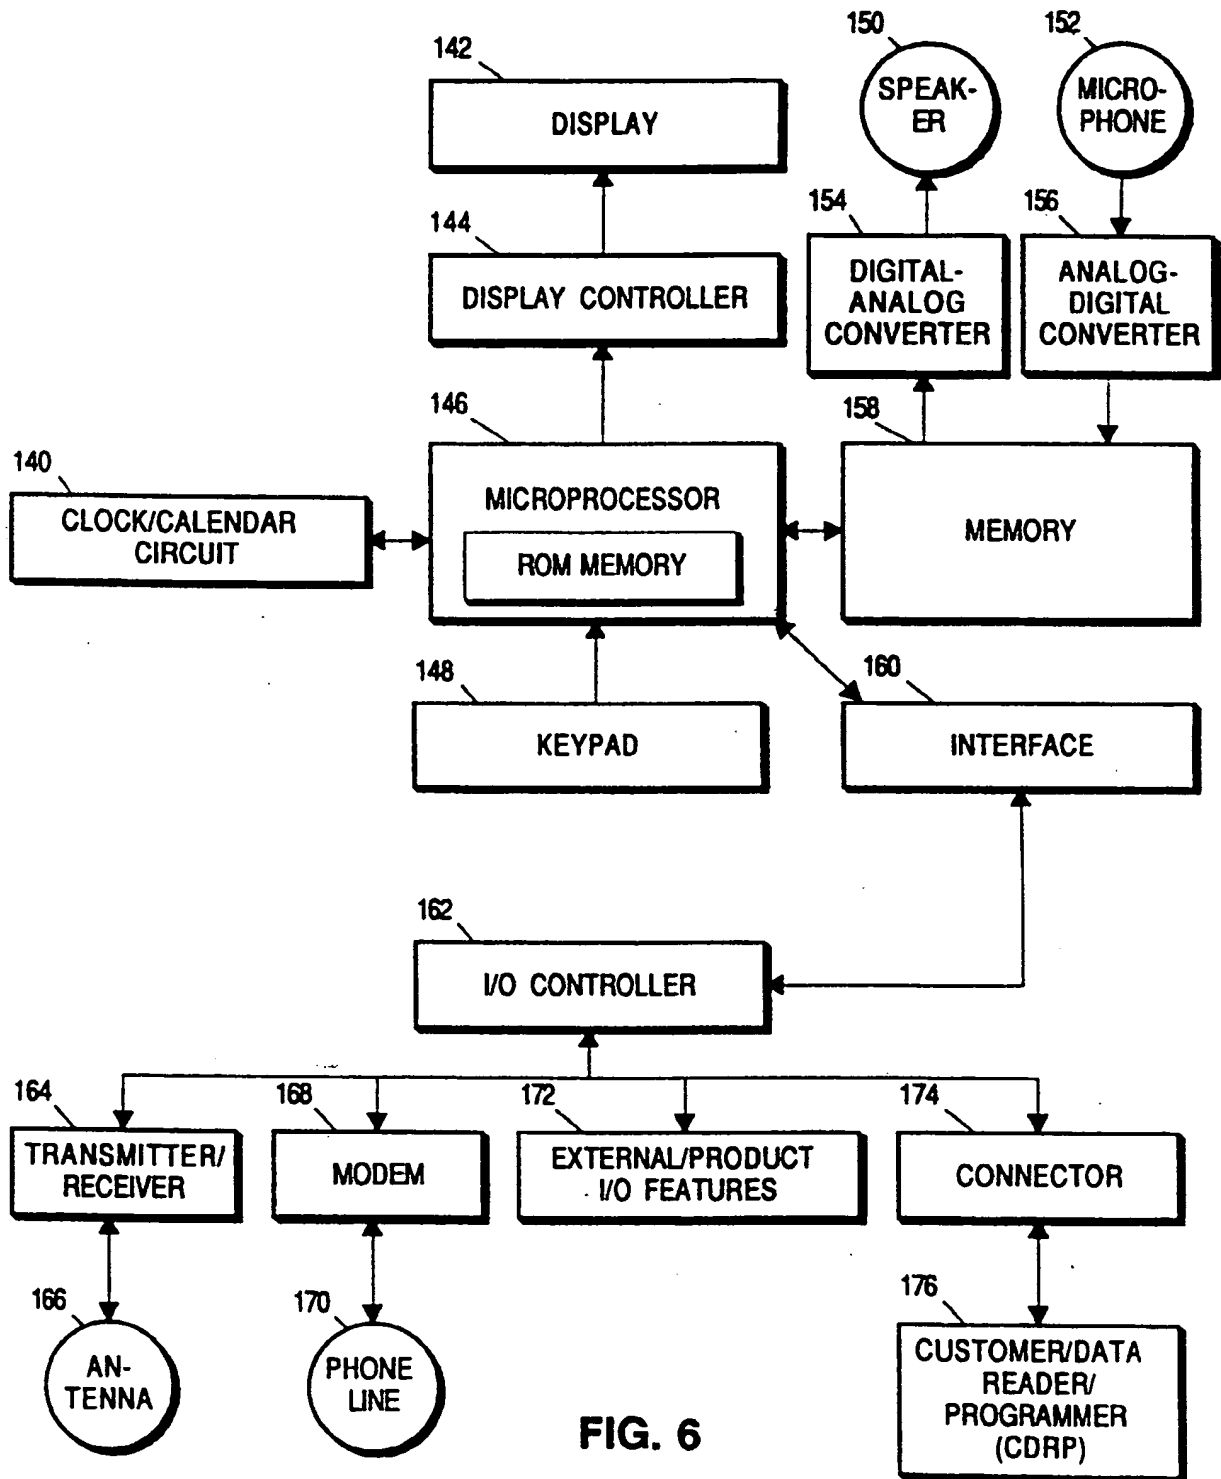 150
152
142
SPEAK-
ER
MICRO-
PHONE
DISPLAY
144
154
156
DISPLAY CONTROLLER
DIGITAL-
ANALOG
CONVERTER
ANALOG-
DIGITAL
CONVERTER
146
158
140
MICROPROCESSOR
CLOCK/CALENDAR
CIRCUIT
MEMORY
ROM MEMORY
148
160
KEYPAD
INTERFACE
162
I/O CONTROLLER
164
168
172
174
TRANSMITTER/
RECEIVER
MODEM
EXTERNAL/PRODUCT
I/O FEATURES
CONNECTOR
166
170
176
AN-
TENNA
PHONE
LINE
CUSTOMER/DATA
READER/
PROGRAMMER
(CDRP)
FIG. 6